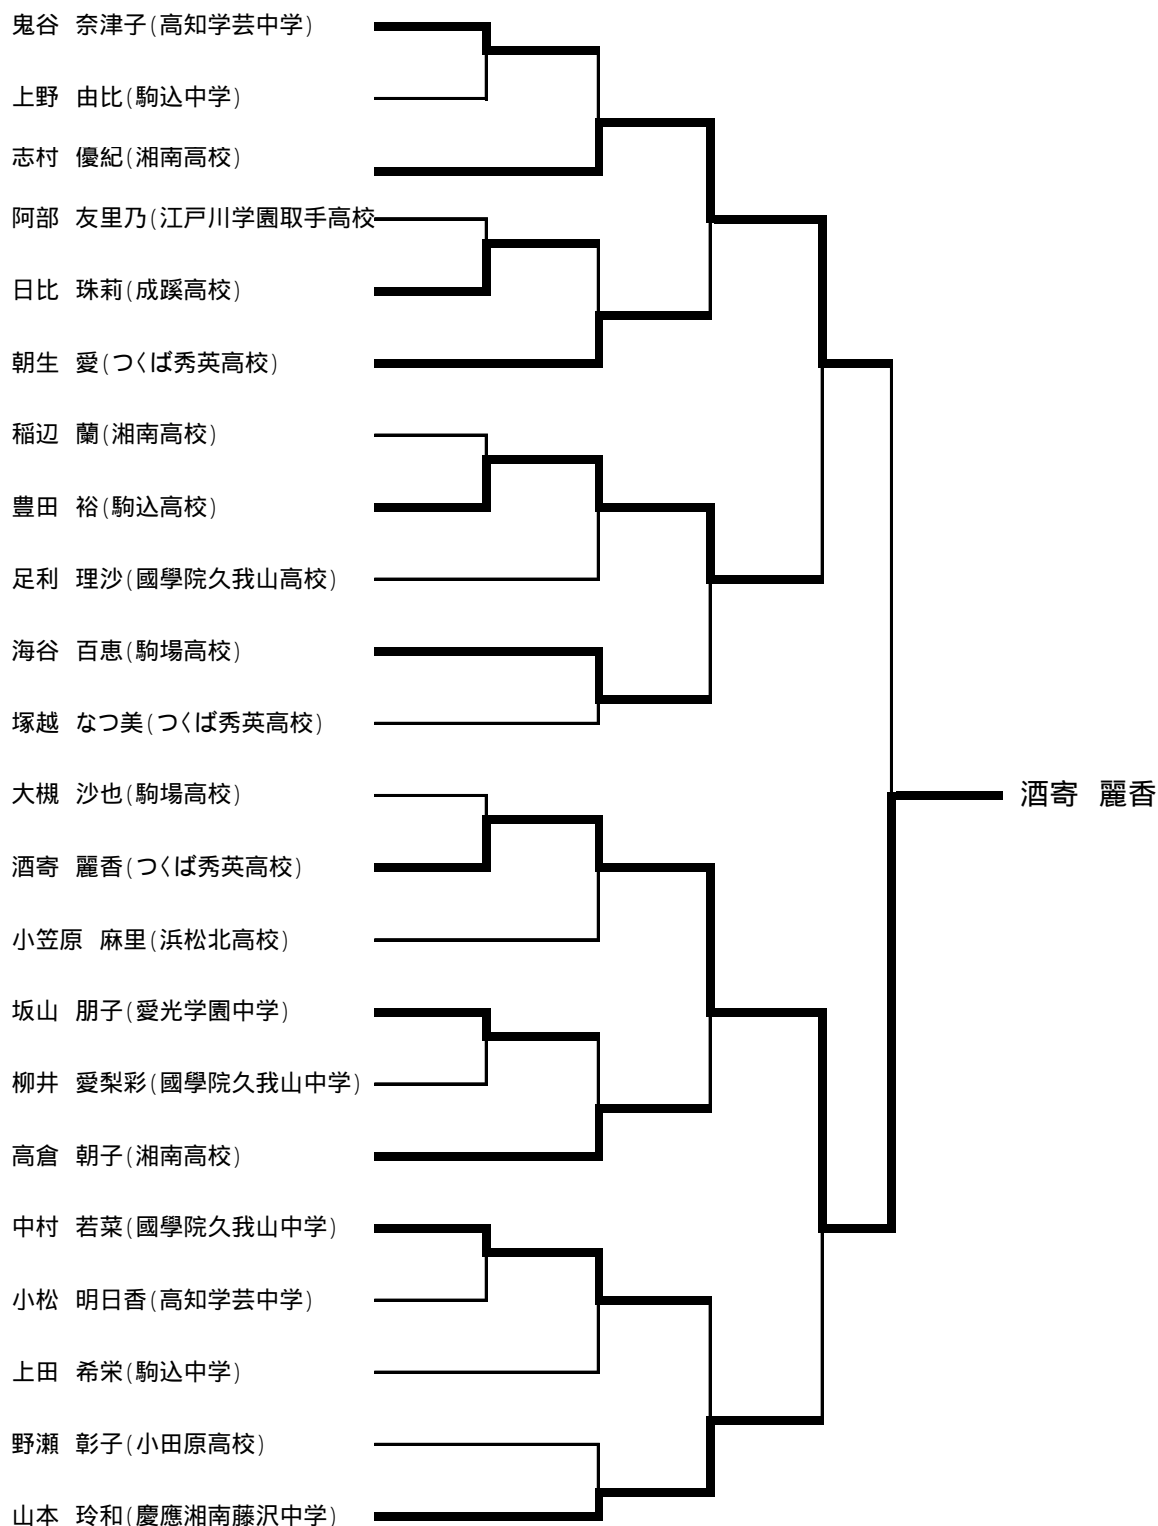 鬼谷 奈津子(高知学芸中学)
上野 由比(駒込中学)
志村 優紀(湘南高校)
阿部 友里乃(江戸川学園取手高校
日比 珠莉(成蹊高校)
朝生 愛(つくば秀英高校)
稲辺 蘭(湘南高校)
豊田 裕(駒込高校)
足利 理沙(國學院久我山高校)
海谷 百恵(駒場高校)
塚越 なつ美(つくば秀英高校)
大槻 沙也(駒場高校)
酒寄 麗香
酒寄 麗香(つくば秀英高校)
小笠原 麻里(浜松北高校)
坂山 朋子(愛光学園中学)
柳井 愛梨彩(國學院久我山中学)
高倉 朝子(湘南高校)
中村 若菜(國學院久我山中学)
小松 明日香(高知学芸中学)
上田 希栄(駒込中学)
野瀬 彰子(小田原高校)
山本 玲和(慶應湘南藤沢中学)